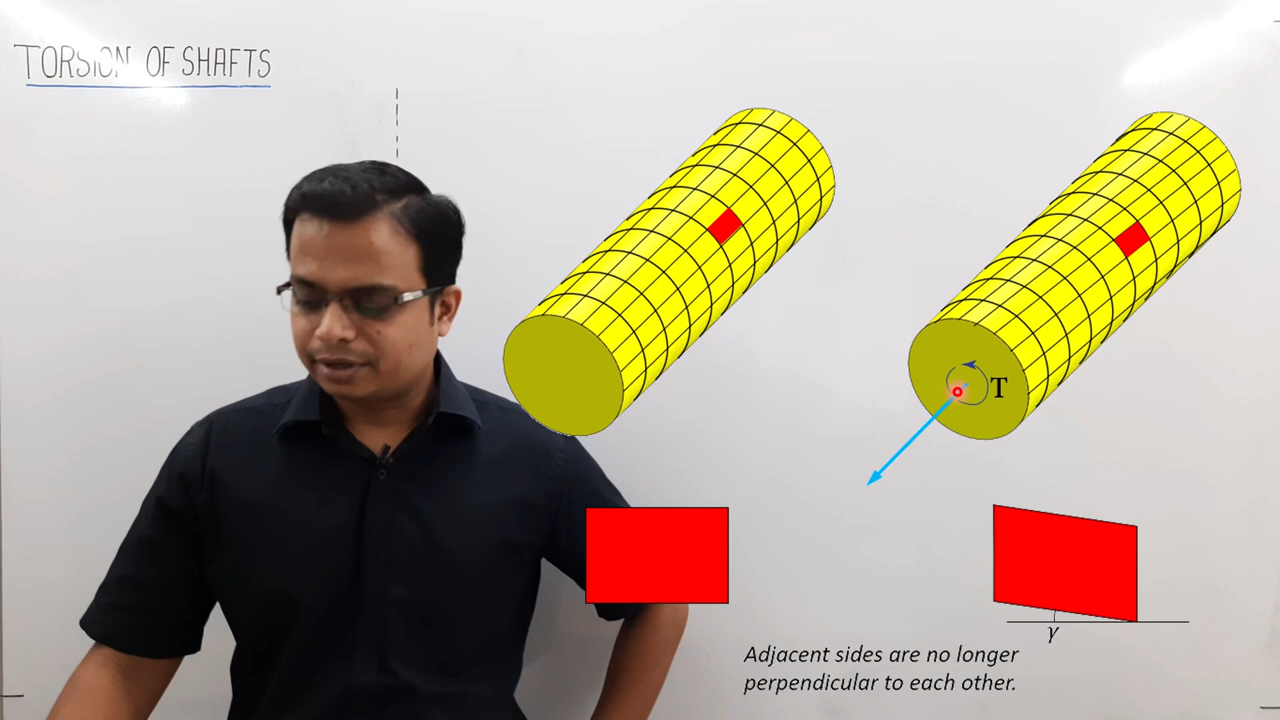 TORSION OF SHAFTS
T
γ
Adjacent sides are no longer
perpendicular to each other.